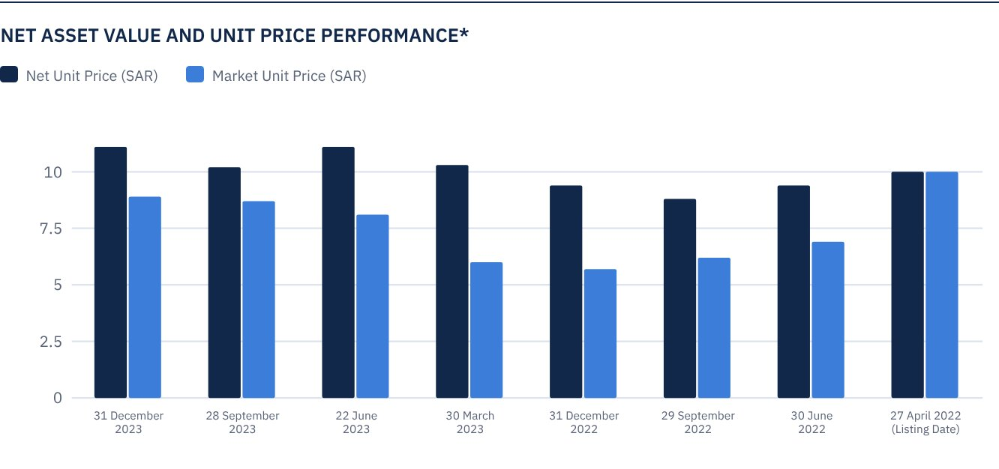 NET ASSET VALUE AND UNIT PRICE PERFORMANCE*
Net Unit Price (SAR) Market Unit Price (SAR)
10
7.5
5
2.5
0
31 December 28 September 22 June 30 March 31 December 29 September 30 June 27 April 2022
2023 2023 2023 2023 2022 2022 2022 (Listing Date)